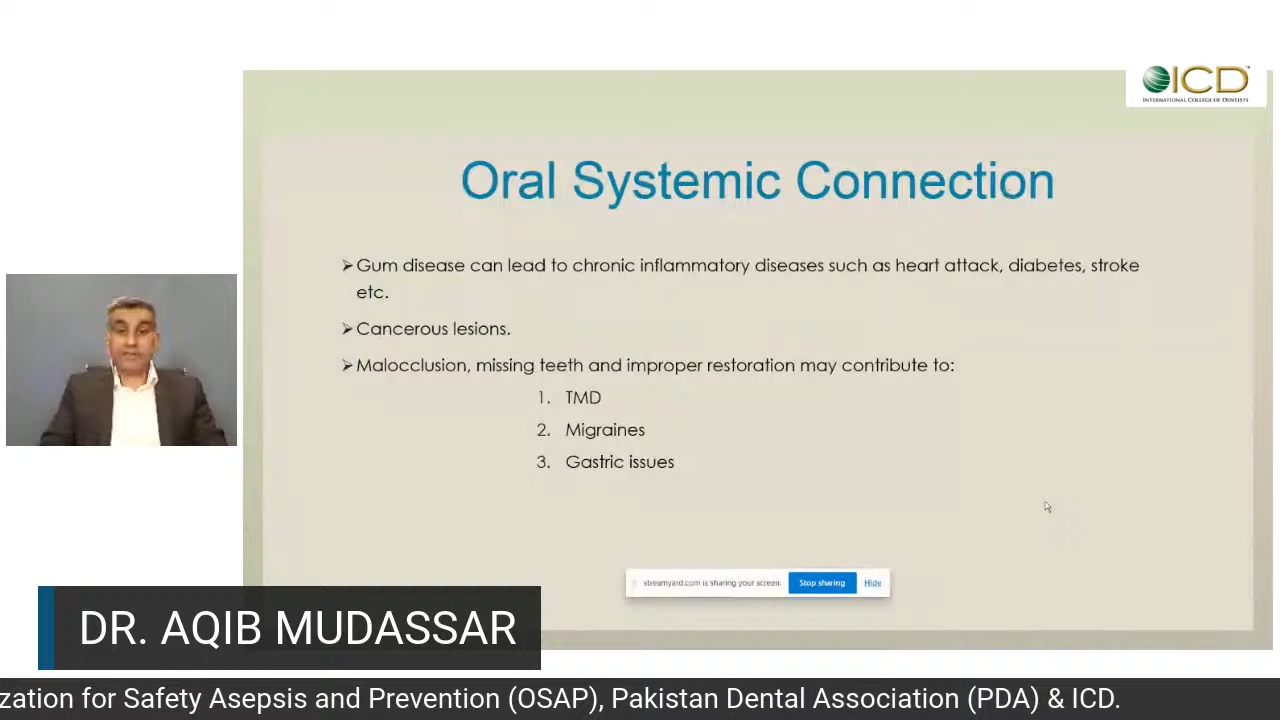 ICD
INTERNATIONAL COLLEGE OF DENTISTS
Oral Systemic Connection
Gum disease can lead to chronic inflammatory diseases such as heart attack, diabetes, stroke
etc.
Cancerous lesions.
Malocclusion, missing teeth and improper restoration may contribute to:
1. TMD
2. Migraines
3. Gastric issues
streamyard.com is sharing your screen. Stop sharing Hide
DR. AQIB MUDASSAR
zation for Safety Asepsis and Prevention (OSAP), Pakistan Dental Association (PDA) & ICD.